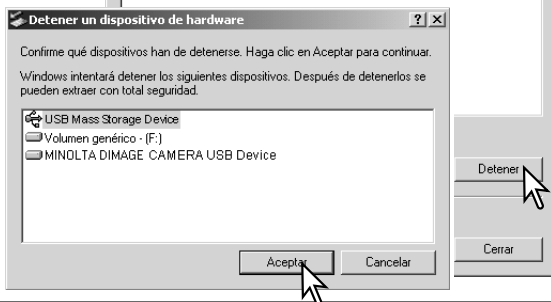 Detener un dispositivo de hardware
Confirme qué dispositivos han de detenerse. Haga clic en Aceptar para continuar.
Windows intentará detener los siguientes dispositivos. Después de detenerlos se
pueden extraer con total seguridad.
USB Mass Storage Device
Volumen genérico - (F:)
MINOLTA DIMAGE CAMERA USB Device
Detener
Aceptar
Cancelar
Cerrar